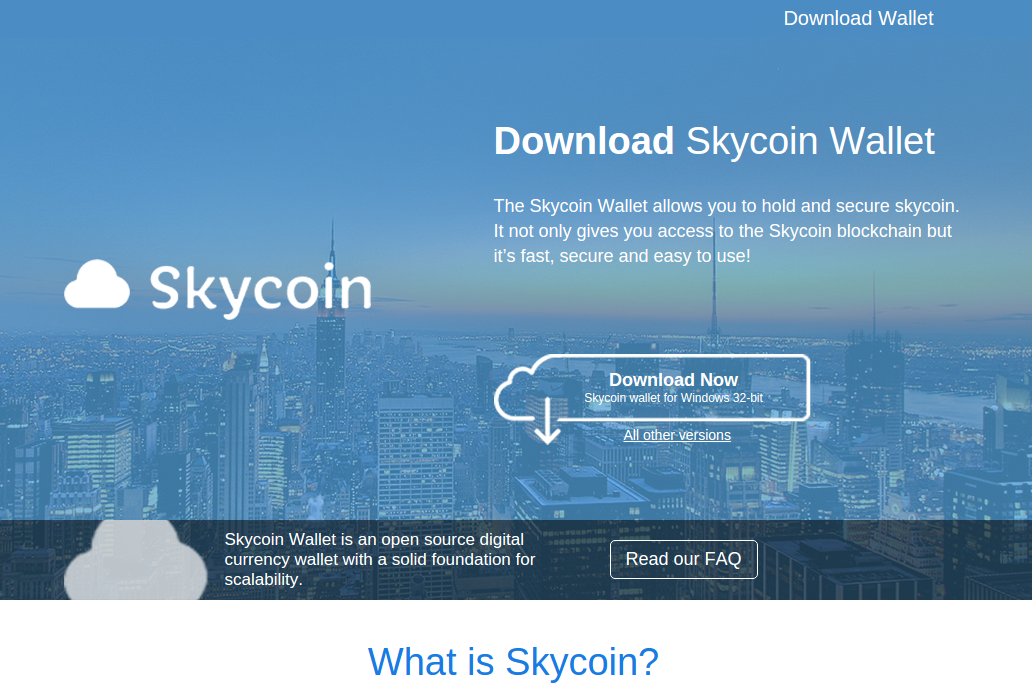 Download Wallet
Download Skycoin Wallet
The Skycoin Wallet allows you to hold and secure skycoin.
It not only gives you access to the Skycoin blockchain but
it's fast, secure and easy to use!
Skycoin
Download Now
Skycoin wallet for Windows 32-bit
All other versions
Skycoin Wallet is an open source digital
currency wallet with a solid foundation for
scalability.
Read our FAQ
What is Skycoin?